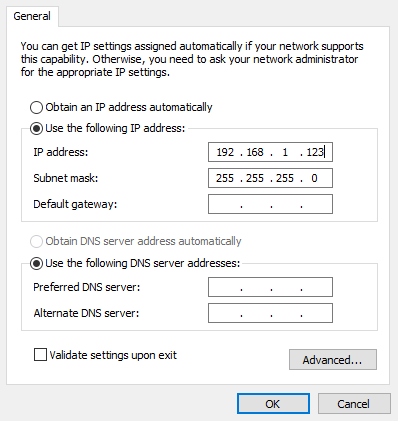 General
You can get IP settings assigned automatically if your network supports
this capability. Otherwise, you need to ask your network administrator
for the appropriate IP settings.
Obtain an IP address automatically
Use the following IP address:
IP address: 192 . 168 . 1 . 123
Subnet mask: 255 . 255 . 255 . 0
Default gateway: . . .
Obtain DNS server address automatically
Use the following DNS server addresses:
Preferred DNS server: . . .
Alternate DNS server: . . .
Validate settings upon exit
Advanced...
OK Cancel